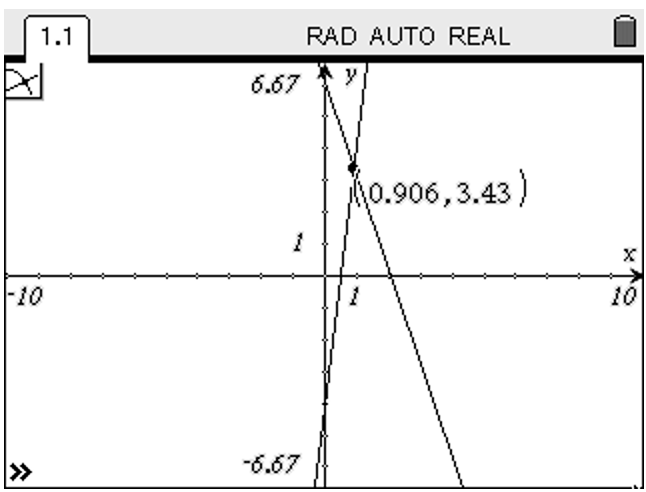 1.1 RAD AUTO REAL
6.67 y
(0.906,3.43)
1
x
-10 1 10
-6.67
»